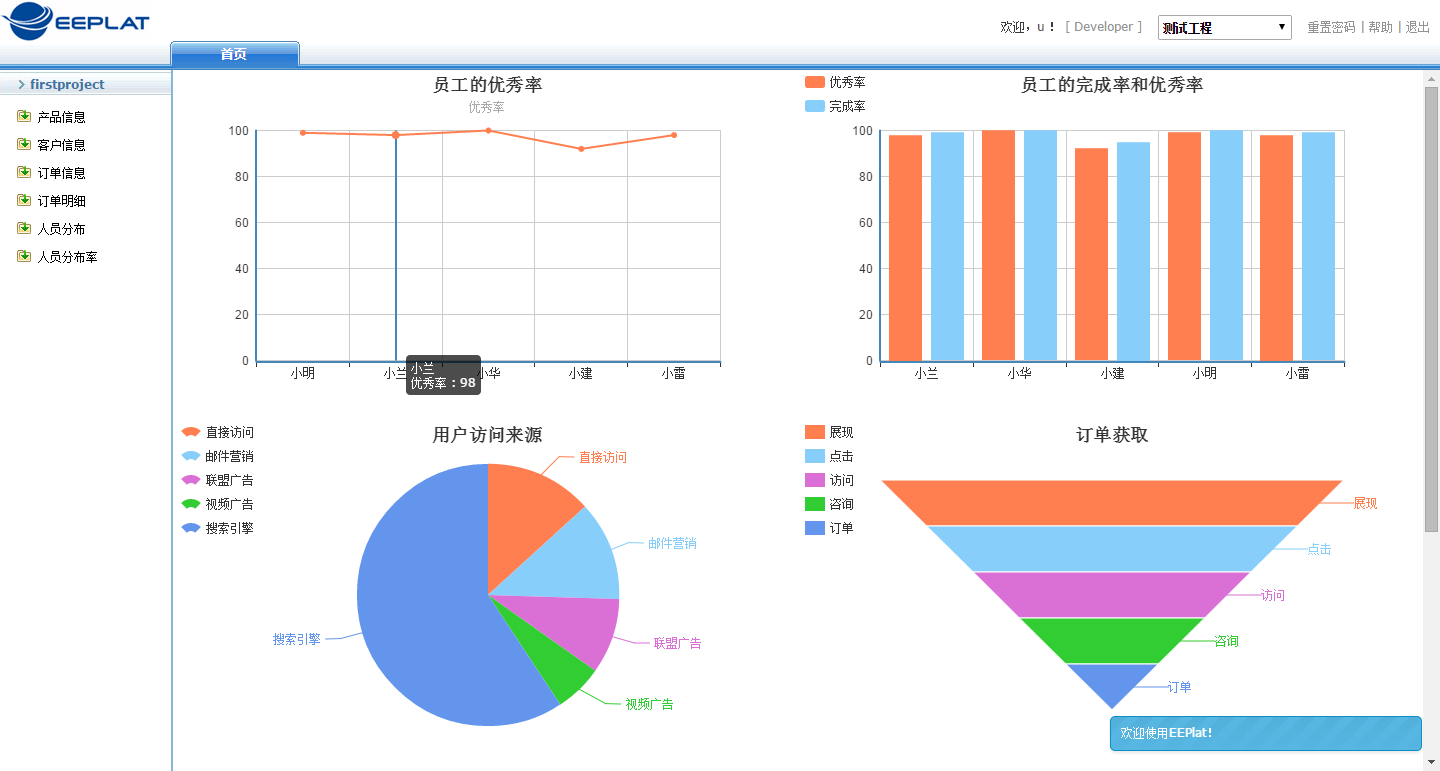 EEPLAT
欢迎，u！ [ Developer ] 测试工程 ▼ 重置密码 | 帮助 | 退出
首页
firstproject
产品信息
客户信息
订单信息
订单明细
人员分布
人员分布率
员工的优秀率
优秀率
100
80
60
40
20
0
小明 小兰 小华 小建 小雷
小兰
优秀率：98
优秀率
完成率
员工的完成率和优秀率
100
80
60
40
20
0
小兰 小华 小建 小明 小雷
直接访问
邮件营销
联盟广告
视频广告
搜索引擎
用户访问来源
直接访问
邮件营销
联盟广告
视频广告
搜索引擎
展现
点击
访问
咨询
订单
订单获取
展现
点击
访问
咨询
订单
欢迎使用EEPlat!